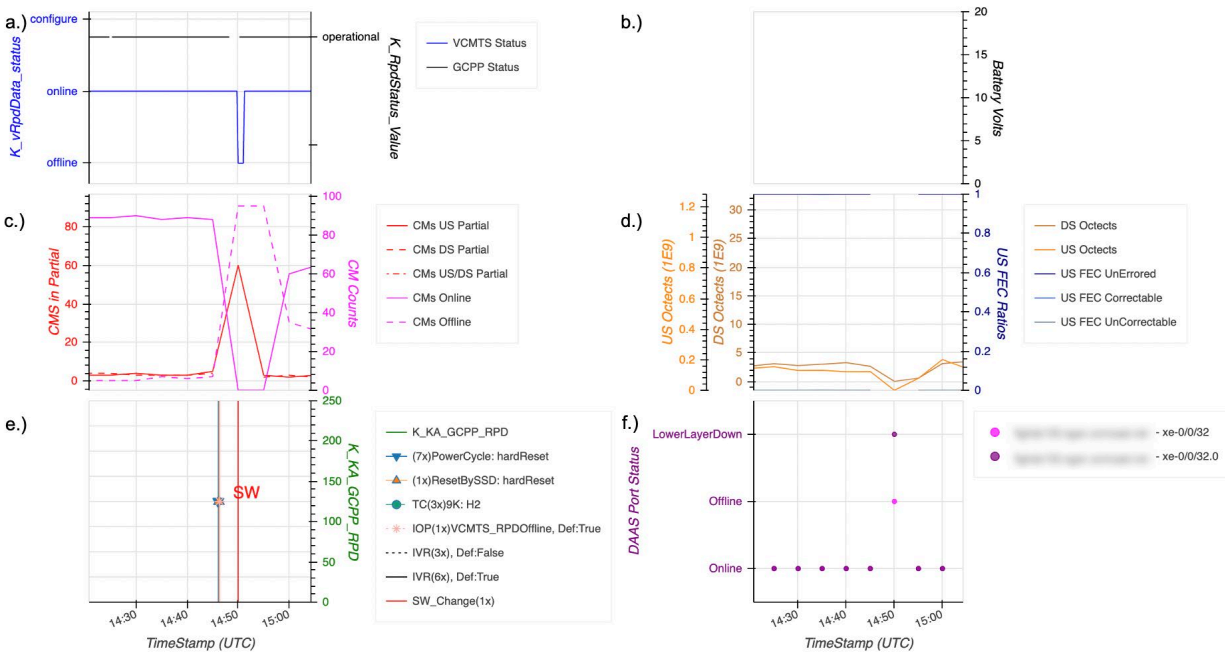 a.)
configure
online
offline
K_vRpdData_status
operational
K_RpdStatus_Value
VCMTS Status
GCPP Status
b.)
20
15
10
5
0
Battery Volts
c.)
80
60
40
20
0
CMS in Partial
100
80
60
40
20
0
CM Counts
CMs US Partial
CMs DS Partial
CMs US/DS Partial
CMs Online
CMs Offline
d.)
1.2
1
0.8
0.6
0.4
0.2
0
US Octects (1E9)
30
25
20
15
10
5
0
DS Octects (1E9)
1
0.8
0.6
0.4
0.2
0
US FEC Ratios
DS Octects
US Octects
US FEC UnErrored
US FEC Correctable
US FEC UnCorrectable
e.)
SW
250
200
150
100
50
0
K_KA_GCPP_RPD
14:30
14:40
14:50
15:00
TimeStamp (UTC)
K_KA_GCPP_RPD
(7x)PowerCycle: hardReset
(1x)ResetBySSD: hardReset
TC(3x)9K: H2
IOP(1x)VCMTS_RPDOffline, Def:True
IVR(3x), Def:False
IVR(6x), Def:True
SW_Change(1x)
f.)
LowerLayerDown
Offline
Online
DAAS Port Status
14:30
14:40
14:50
15:00
TimeStamp (UTC)
- xe-0/0/32
- xe-0/0/32.0